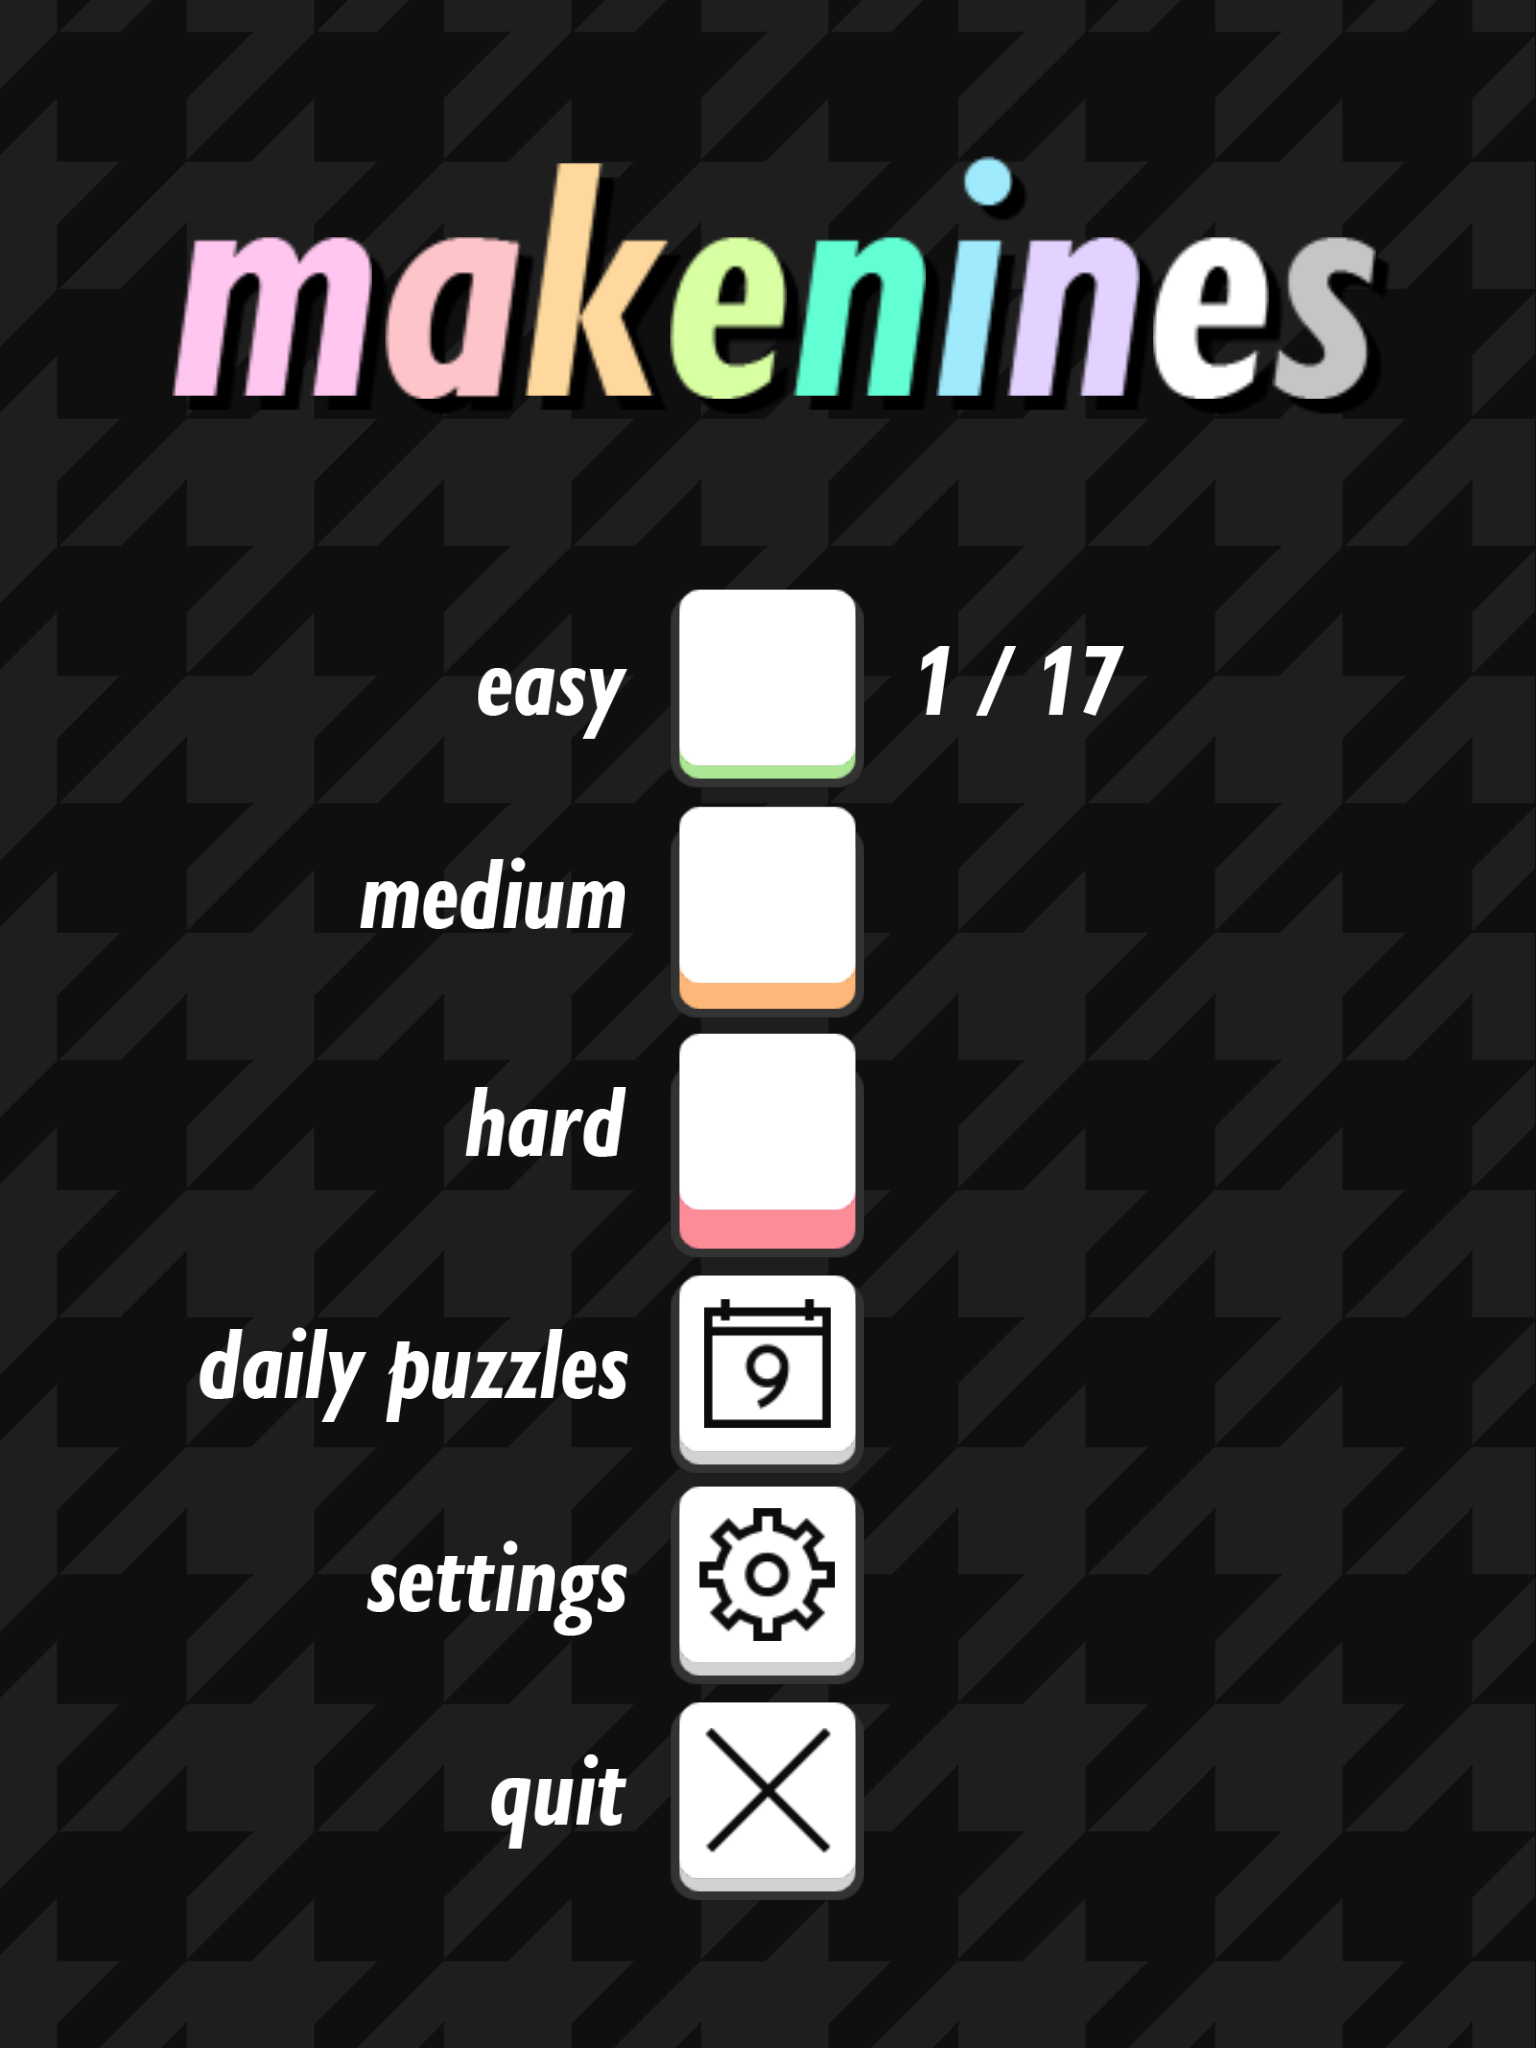 makenines
easy 1 / 17
medium
hard
daily puzzles 9
settings
quit